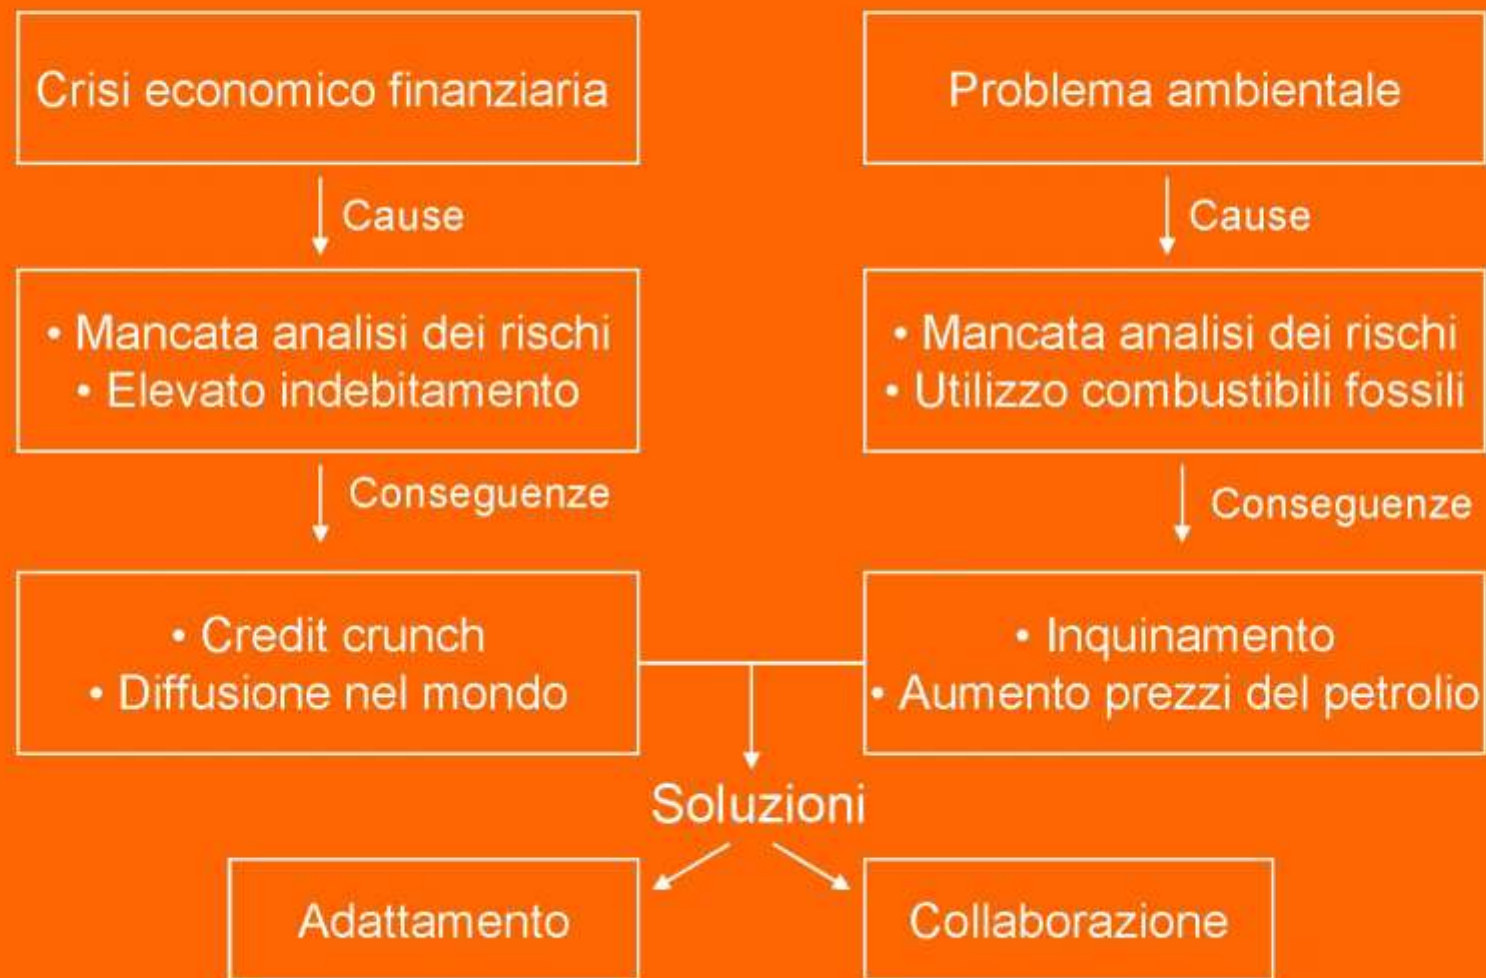 Crisi economico finanziaria
Problema ambientale
Cause
Cause
• Mancata analisi dei rischi
• Elevato indebitamento
• Mancata analisi dei rischi
• Utilizzo combustibili fossili
Conseguenze
Conseguenze
• Credit crunch
• Diffusione nel mondo
• Inquinamento
• Aumento prezzi del petrolio
Soluzioni
Adattamento
Collaborazione